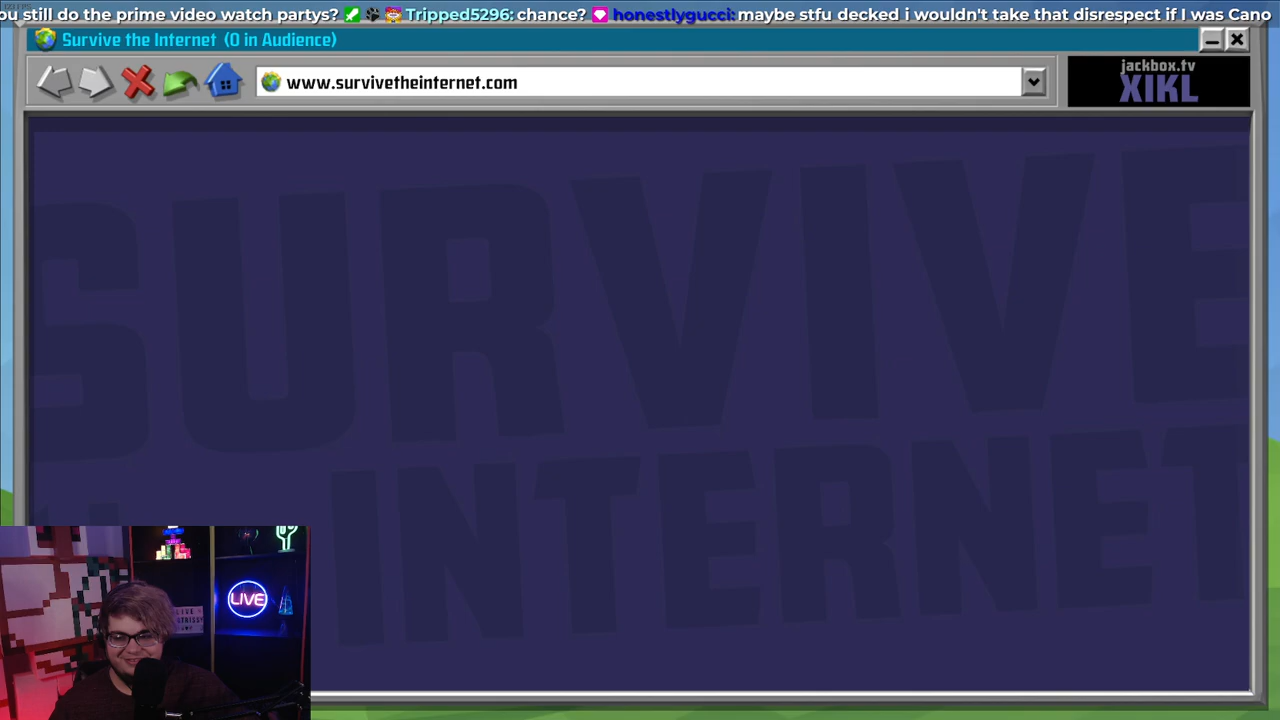 ou still do the prime video watch partys? Tripped5296: chance? honestlygucci: maybe stfu decked i wouldn't take that disrespect if I was Cano
Survive the Internet (0 in Audience)
www.survivetheinternet.com
jackbox.tv
XIKL
SURVIVE
INTERNET
LIVE